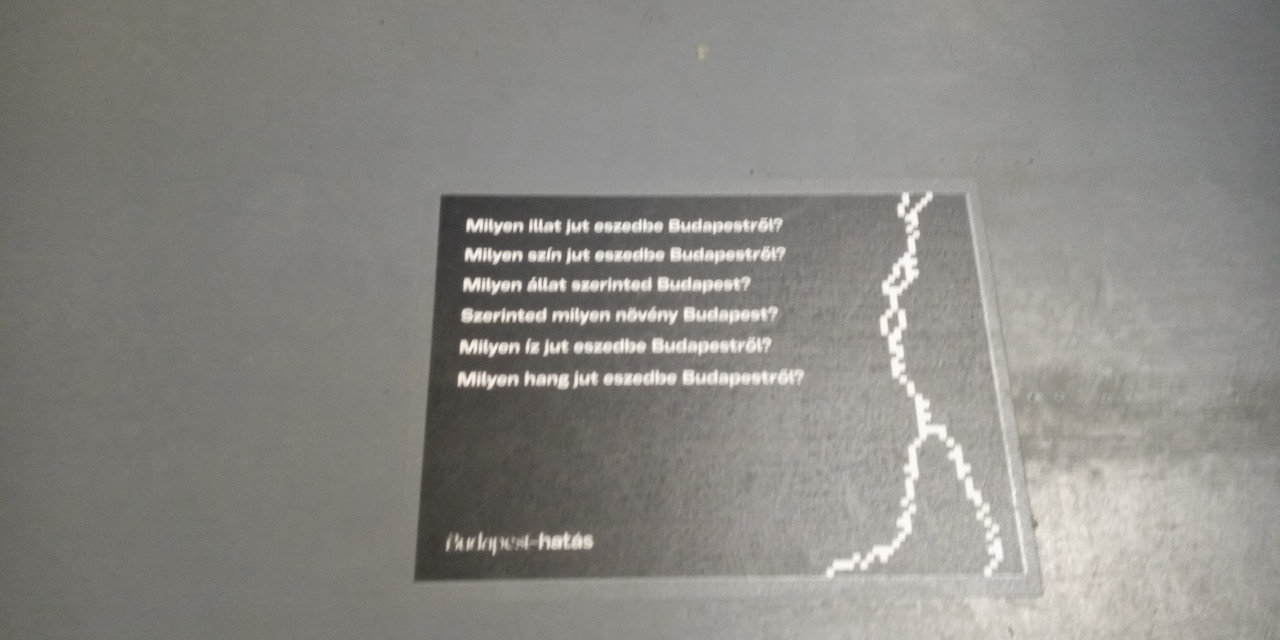 Milyen illat jut eszedbe Budapestről?
Milyen szín jut eszedbe Budapestről?
Milyen állat szerinted Budapest?
Szerinted milyen növény Budapest?
Milyen íz jut eszedbe Budapestről?
Milyen hang jut eszedbe Budapestről?
Budapest-hatás